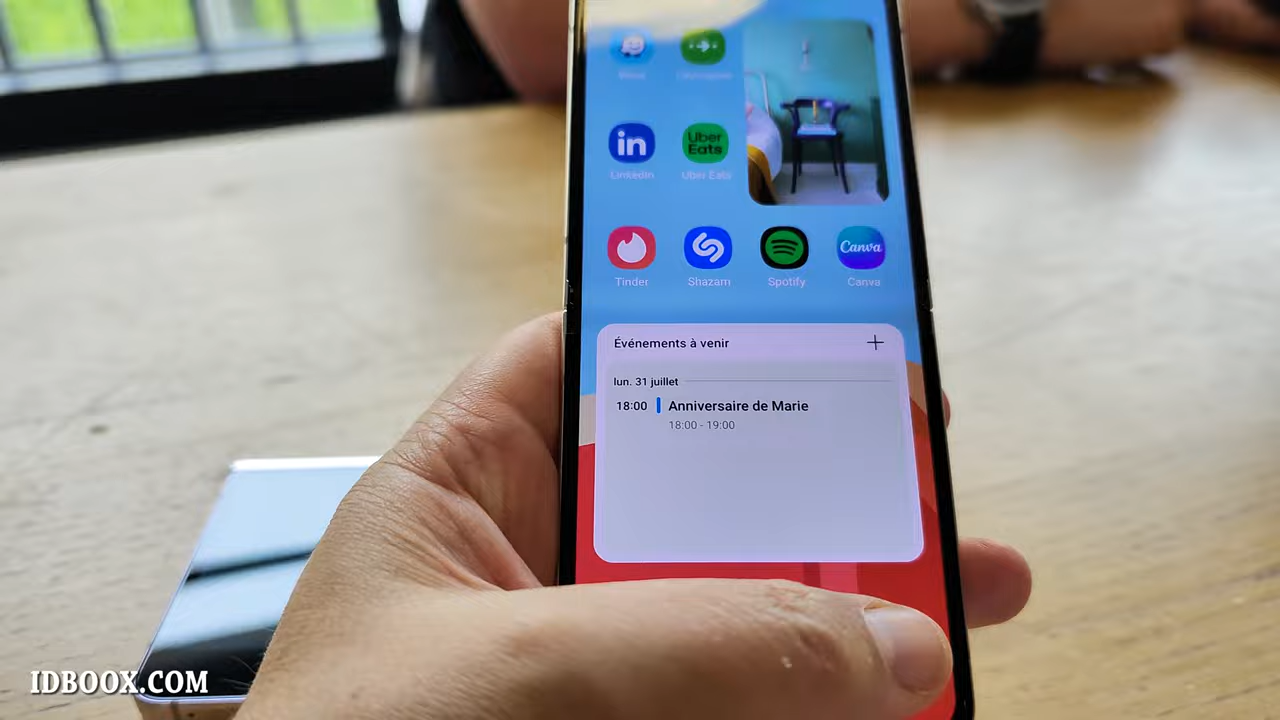 Waze
in
Uber
Eats
LinkedIn
Uber Eats
Canva
Tinder
Shazam
Spotify
Canva
Événements à venir
lun. 31 juillet
18:00
Anniversaire de Marie
18:00 - 19:00
IDBOOX.COM